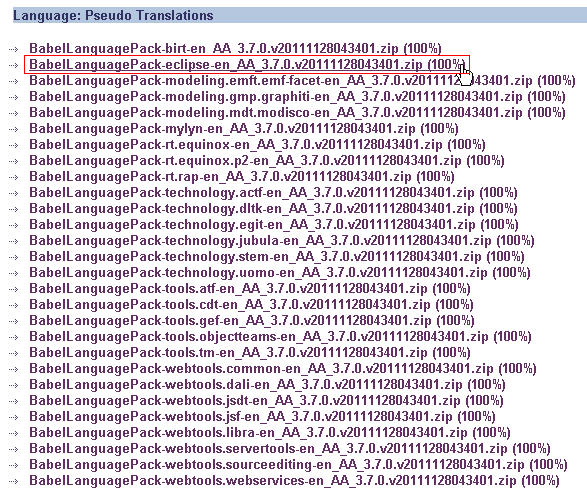 Language: Pseudo Translations
BabelLanguagePack-birt-en_AA_3.7.0.v20111128043401.zip (100%)
BabelLanguagePack-eclipse-en_AA_3.7.0.v20111128043401.zip (100%)
BabelLanguagePack-modeling.emft.emf-facet-en_AA_3.7.0.v20111128043401.zip (100%)
BabelLanguagePack-modeling.gmp.graphiti-en_AA_3.7.0.v20111128043401.zip (100%)
BabelLanguagePack-modeling.mdt.modisco-en_AA_3.7.0.v20111128043401.zip (100%)
BabelLanguagePack-mylyn-en_AA_3.7.0.v20111128043401.zip (100%)
BabelLanguagePack-rt.equinox-en_AA_3.7.0.v20111128043401.zip (100%)
BabelLanguagePack-rt.equinox.p2-en_AA_3.7.0.v20111128043401.zip (100%)
BabelLanguagePack-rt.rap-en_AA_3.7.0.v20111128043401.zip (100%)
BabelLanguagePack-technology.actf-en_AA_3.7.0.v20111128043401.zip (100%)
BabelLanguagePack-technology.dltk-en_AA_3.7.0.v20111128043401.zip (100%)
BabelLanguagePack-technology.egit-en_AA_3.7.0.v20111128043401.zip (100%)
BabelLanguagePack-technology.jubula-en_AA_3.7.0.v20111128043401.zip (100%)
BabelLanguagePack-technology.stem-en_AA_3.7.0.v20111128043401.zip (100%)
BabelLanguagePack-technology.uomo-en_AA_3.7.0.v20111128043401.zip (100%)
BabelLanguagePack-tools.atf-en_AA_3.7.0.v20111128043401.zip (100%)
BabelLanguagePack-tools.cdt-en_AA_3.7.0.v20111128043401.zip (100%)
BabelLanguagePack-tools.gef-en_AA_3.7.0.v20111128043401.zip (100%)
BabelLanguagePack-tools.objectteams-en_AA_3.7.0.v20111128043401.zip (100%)
BabelLanguagePack-tools.tm-en_AA_3.7.0.v20111128043401.zip (100%)
BabelLanguagePack-webtools.common-en_AA_3.7.0.v20111128043401.zip (100%)
BabelLanguagePack-webtools.dali-en_AA_3.7.0.v20111128043401.zip (100%)
BabelLanguagePack-webtools.jsdt-en_AA_3.7.0.v20111128043401.zip (100%)
BabelLanguagePack-webtools.jsf-en_AA_3.7.0.v20111128043401.zip (100%)
BabelLanguagePack-webtools.libra-en_AA_3.7.0.v20111128043401.zip (100%)
BabelLanguagePack-webtools.servertools-en_AA_3.7.0.v20111128043401.zip (100%)
BabelLanguagePack-webtools.sourceediting-en_AA_3.7.0.v20111128043401.zip (100%)
BabelLanguagePack-webtools.webservices-en_AA_3.7.0.v20111128043401.zip (100%)